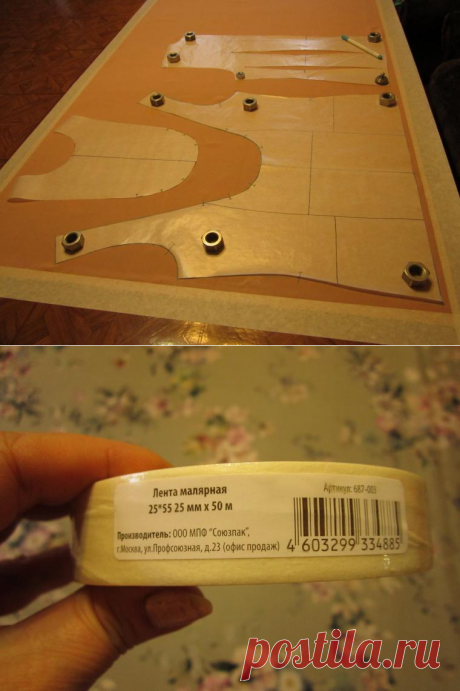 Лента малярная
25*55 25 мм х 50 м
Артикул: 687-003
Производитель: ООО МПФ "Союзпак",
г.Москва, ул.Профсоюзная, д.23 (офис продаж)
4 603299 334885
postila.ru